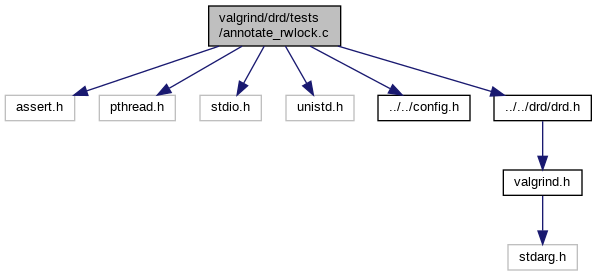 valgrind/drd/tests
/annotate_rwlock.c
assert.h
pthread.h
stdio.h
unistd.h
../../config.h
../../drd/drd.h
valgrind.h
stdarg.h